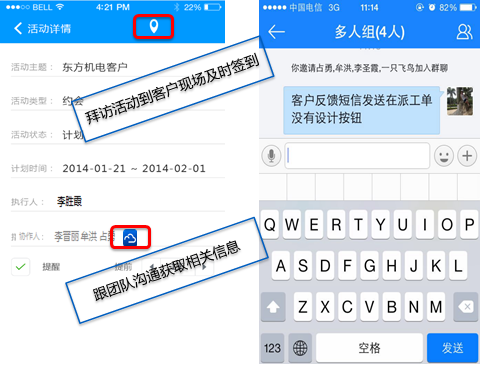 BELL
4:21 PM
22%
活动详情
活动主题：
东方机电客户
活动类型：
约会
拜访活动到客户现场及时签到
活动状态：
计划
计划时间：
2014-01-21 ~ 2014-02-01
执行人：
李胜霞
协作人：
李晋丽 牟洪 占勇
提醒
提前
跟团队沟通获取相关信息
中国电信 3G
11:14
82%
多人组(4人)
你邀请占勇,牟洪,李圣霞,一只飞鸟加入群聊
客户反馈短信发送在派工单
没有设计按钮
Q W E R T Y U I O P
A S D F G H J K L
Z X C V B N M
123
空格
发送